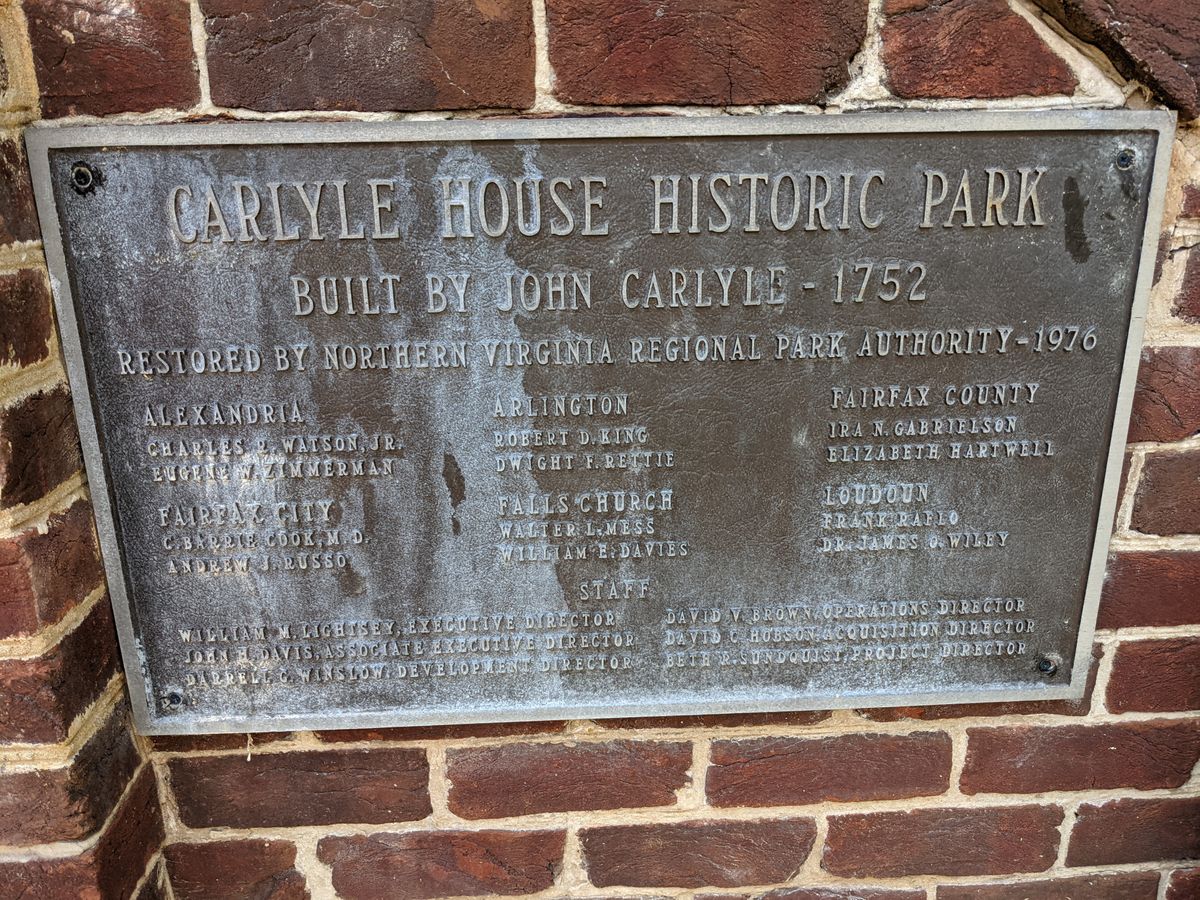 CARLYLE HOUSE HISTORIC PARK
BUILT BY JOHN CARLYLE - 1752
RESTORED BY NORTHERN VIRGINIA REGIONAL PARK AUTHORITY - 1976
ALEXANDRIA
CHARLES R. WATSON, JR.
EUGENE W. ZIMMERMAN
ARLINGTON
ROBERT D. KING
DWIGHT F. RETTIE
FAIRFAX COUNTY
IRA N. GABRIELSON
ELIZABETH HARTWELL
FAIRFAX CITY
C. BARRIE COOK, M.D.
ANDREW J. RUSSO
FALLS CHURCH
WALTER L. MESS
WILLIAM E. DAVIES
LOUDOUN
FRANK RAFLO
DR. JAMES O. WILEY
STAFF
WILLIAM M. LIGHTSEY, EXECUTIVE DIRECTOR
JOHN H. DAVIS, ASSOCIATE EXECUTIVE DIRECTOR
DARRELL G. WINSLOW, DEVELOPMENT DIRECTOR
DAVID V. BROWN, OPERATIONS DIRECTOR
DAVID C. HOBSON, ACQUISITION DIRECTOR
BETH R. SUNDQUIST, PROJECT DIRECTOR